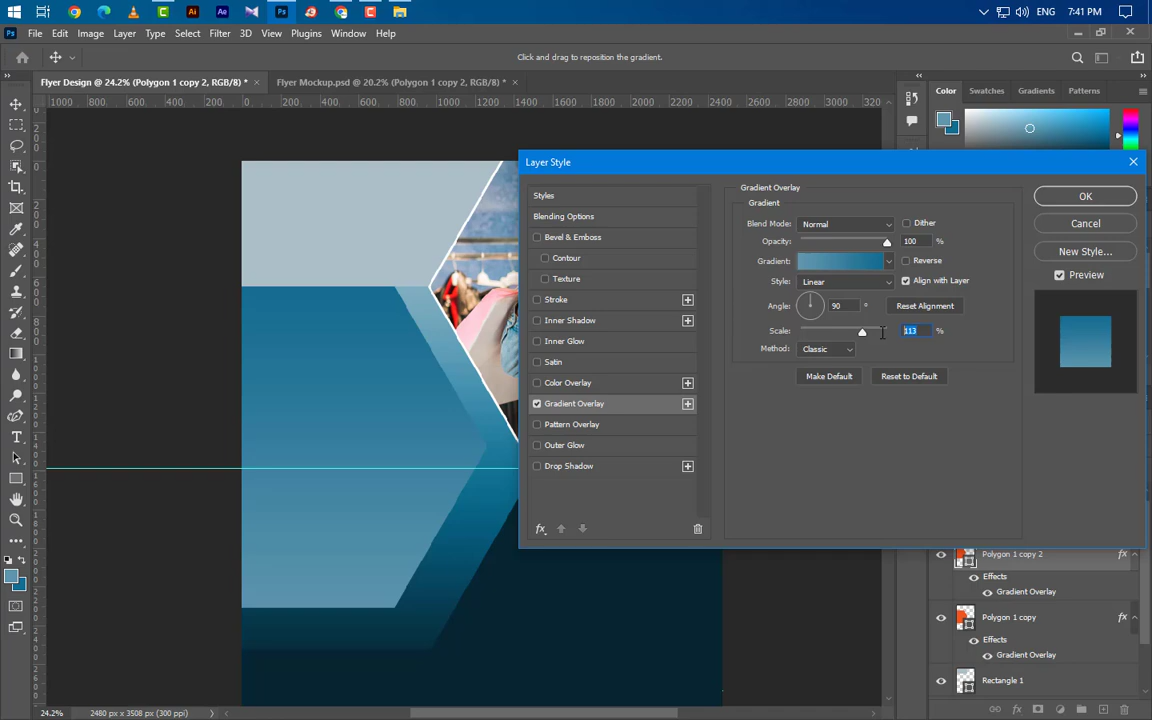 ENG 7:41 PM
Ps File Edit Image Layer Type Select Filter 3D View Plugins Window Help
Click and drag to reposition the gradient.
Flyer Design @ 24.2% (Polygon 1 copy 2, RGB/8) * × Flyer Mockup.psd @ 20.2% (Polygon 1 copy 2, RGB/8) * ×
1000 800 600 400 200 0 200 400 600 800 1000 1200 1400 1600 1800 2000 2200 2400 2600 2800 3000 320
Color Swatches Gradients Patterns
Layer Style
Styles
Blending Options
Bevel & Emboss
Contour
Texture
Stroke
Inner Shadow
Inner Glow
Satin
Color Overlay
Gradient Overlay
Pattern Overlay
Outer Glow
Drop Shadow
fx
Gradient Overlay
Gradient
Blend Mode: Normal Dither
Opacity: 100 %
Gradient: Reverse
Style: Linear Align with Layer
Angle: 90 ° Reset Alignment
Scale: 113 %
Method: Classic
Make Default Reset to Default
OK
Cancel
New Style...
Preview
Polygon 1 copy 2 fx
Effects
Gradient Overlay
Polygon 1 copy fx
Effects
Gradient Overlay
Rectangle 1
24.2% 2480 px x 3508 px (300 ppi)
fx